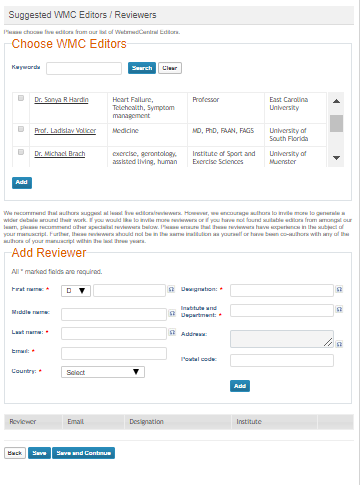 Suggested WMC Editors / Reviewers
Please choose five editors from our list of WebmedCentral Editors.
Choose WMC Editors
Keywords
Search
Clear
Dr. Sonya R Hardin Heart Failure, Telehealth, Symptom management Professor East Carolina University
Prof. Ladislav Volicer Medicine MD, PhD, FAAN, FAGS University of South Florida
Dr. Michael Brach exercise, gerontology, assisted living, human Institute of Sport and Exercise Sciences University of Muenster
Add
We recommend that authors suggest at least five editors/reviewers. However, we encourage authors to invite more to generate a
wider debate around their work. If you would like to invite more reviewers or if you have not found suitable editors from amongst our
team, please recommend other specialist reviewers below. Please ensure that these reviewers have experience in the subject of
your manuscript. Further, these reviewers should not be in the same institution as yourself or have been co-authors with any of the
authors of your manuscript within the last three years.
Add Reviewer
All * marked fields are required.
First name: * D
Designation: *
Middle name:
Institute and Department: *
Last name: *
Address:
Email: *
Postal code:
Country: * Select
Add
Reviewer Email Designation Institute
Back Save Save and Continue